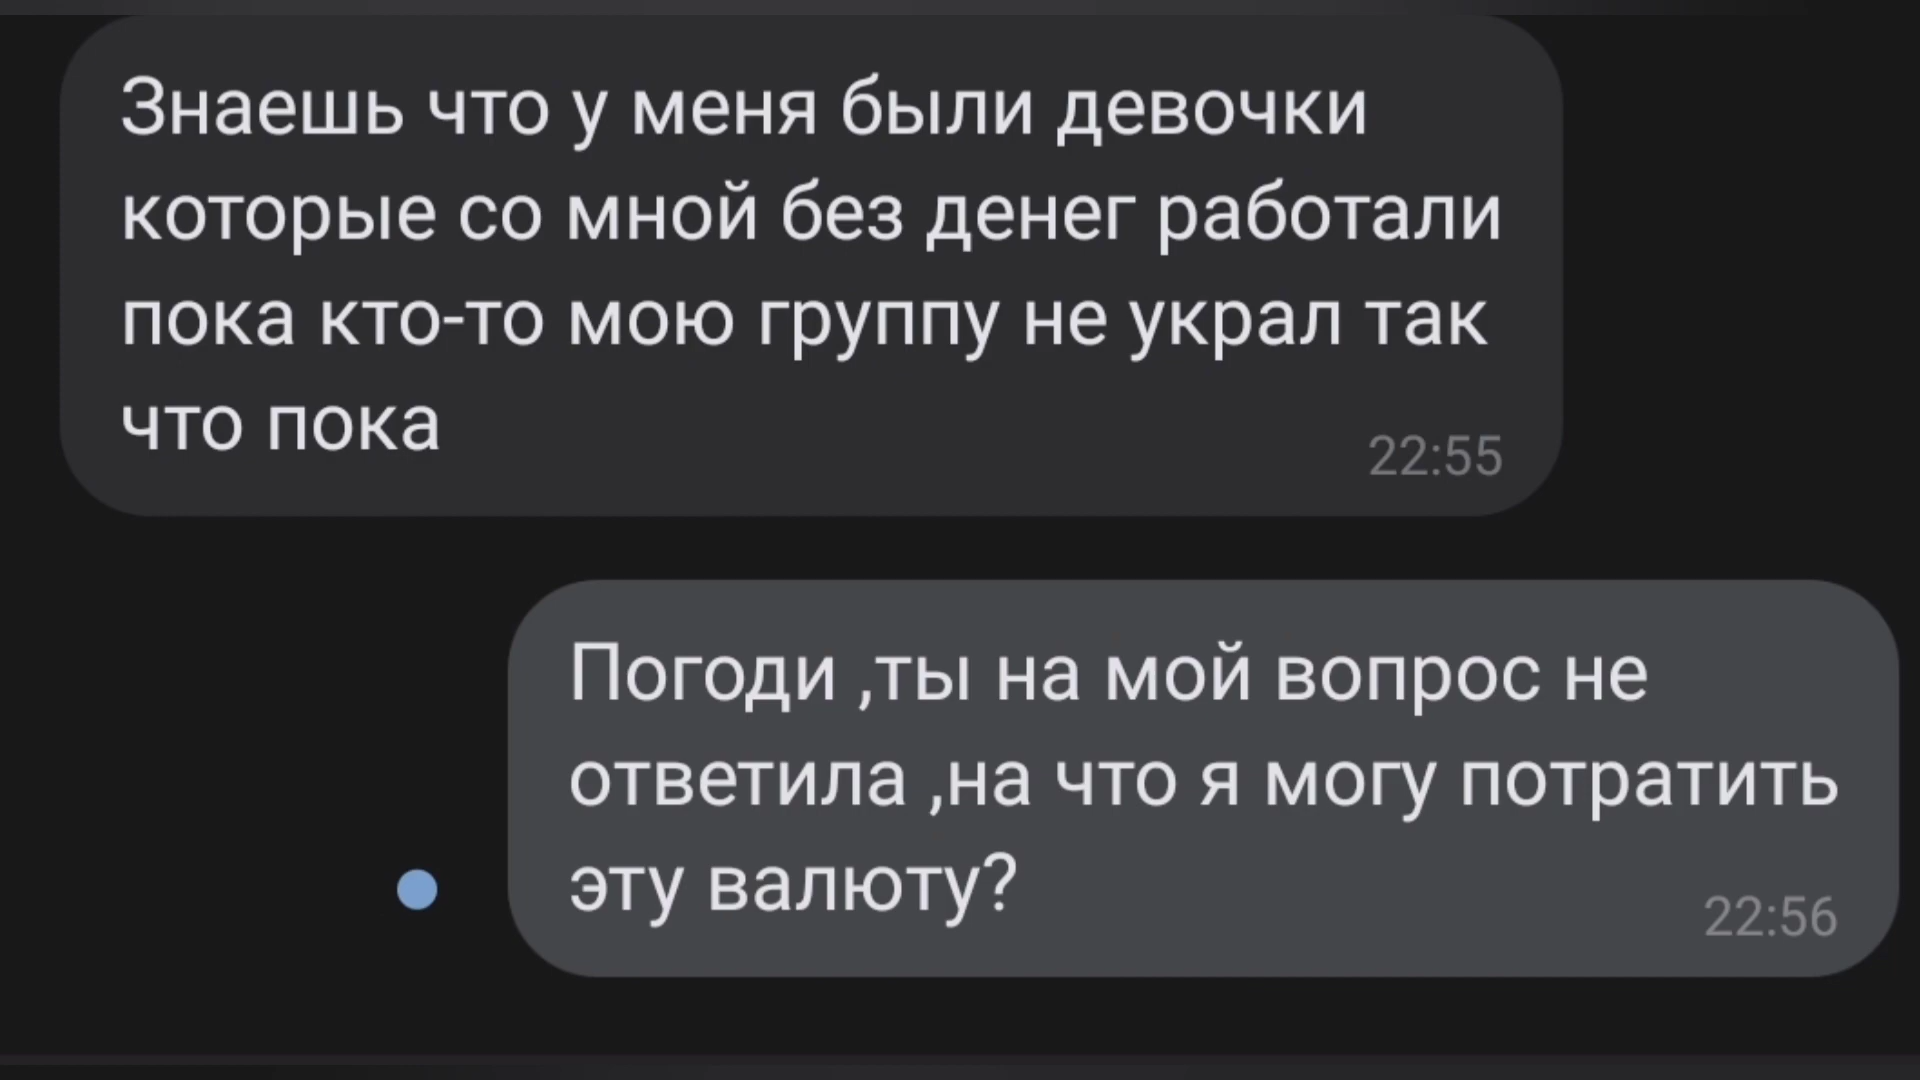 Знаешь что у меня были девочки
которые со мной без денег работали
пока кто-то мою группу не украл так
что пока
22:55
Погоди ,ты на мой вопрос не
ответила ,на что я могу потратить
эту валюту?
22:56